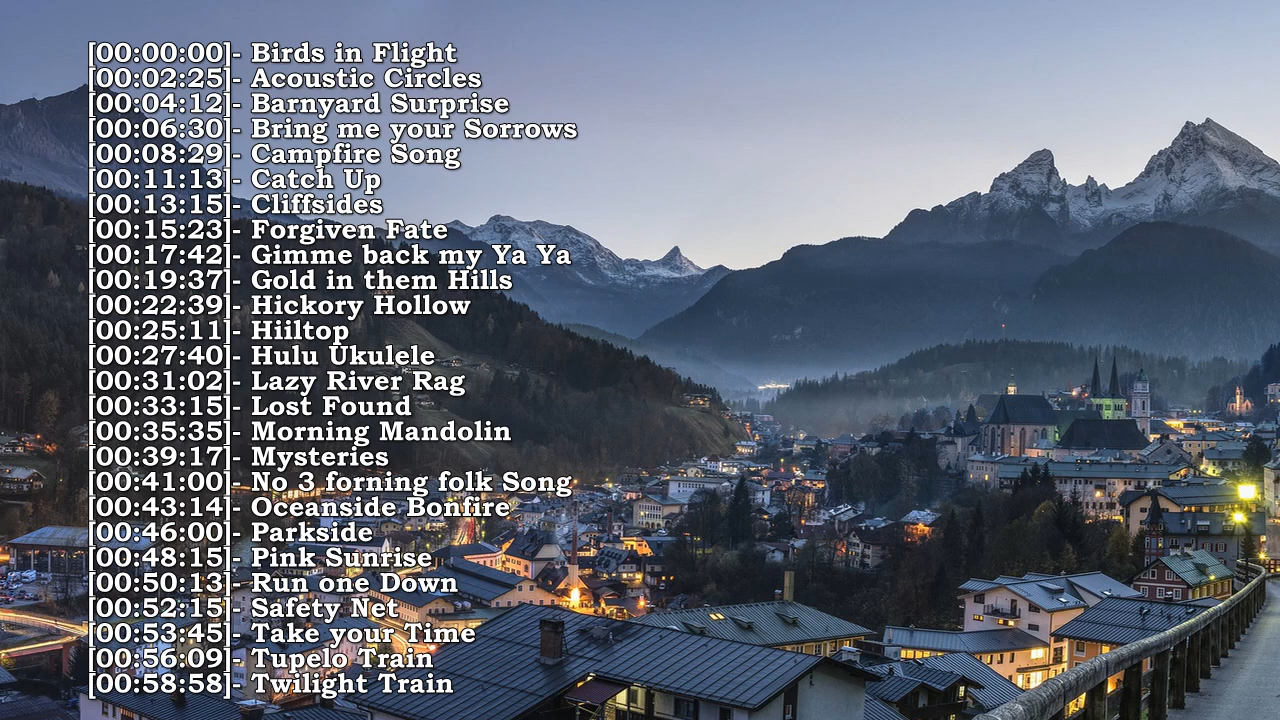 [00:00:00]- Birds in Flight
[00:02:25]- Acoustic Circles
[00:04:12]- Barnyard Surprise
[00:06:30]- Bring me your Sorrows
[00:08:29]- Campfire Song
[00:11:13]- Catch Up
[00:13:15]- Cliffsides
[00:15:23]- Forgiven Fate
[00:17:42]- Gimme back my Ya Ya
[00:19:37]- Gold in them Hills
[00:22:39]- Hickory Hollow
[00:25:11]- Hiiltop
[00:27:40]- Hulu Ukulele
[00:31:02]- Lazy River Rag
[00:33:15]- Lost Found
[00:35:35]- Morning Mandolin
[00:39:17]- Mysteries
[00:41:00]- No 3 forning folk Song
[00:43:14]- Oceanside Bonfire
[00:46:00]- Parkside
[00:48:15]- Pink Sunrise
[00:50:13]- Run one Down
[00:52:15]- Safety Net
[00:53:45]- Take your Time
[00:56:09]- Tupelo Train
[00:58:58]- Twilight Train